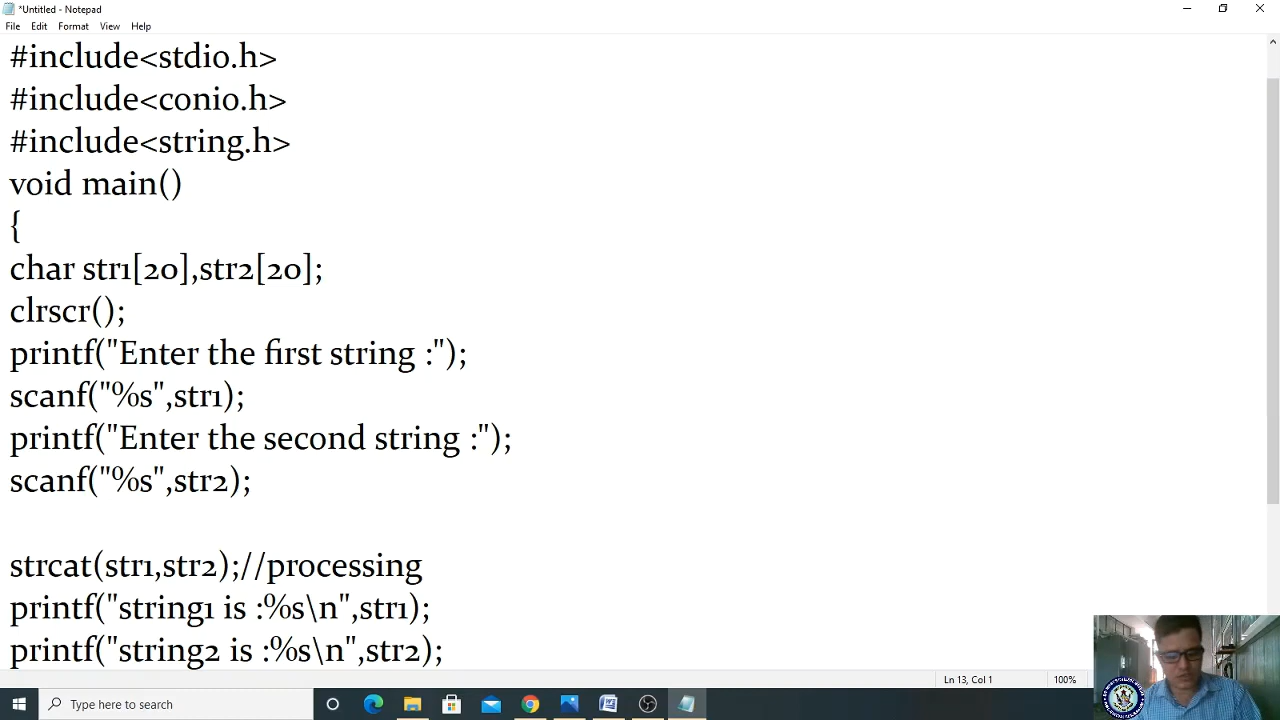 *Untitled - Notepad
File Edit Format View Help
#include<stdio.h>
#include<conio.h>
#include<string.h>
void main()
{
char str1[20],str2[20];
clrscr();
printf("Enter the first string :");
scanf("%s",str1);
printf("Enter the second string :");
scanf("%s",str2);
strcat(str1,str2);//processing
printf("string1 is :%s\n",str1);
printf("string2 is :%s\n",str2);
Ln 13, Col 1 100%
Type here to search